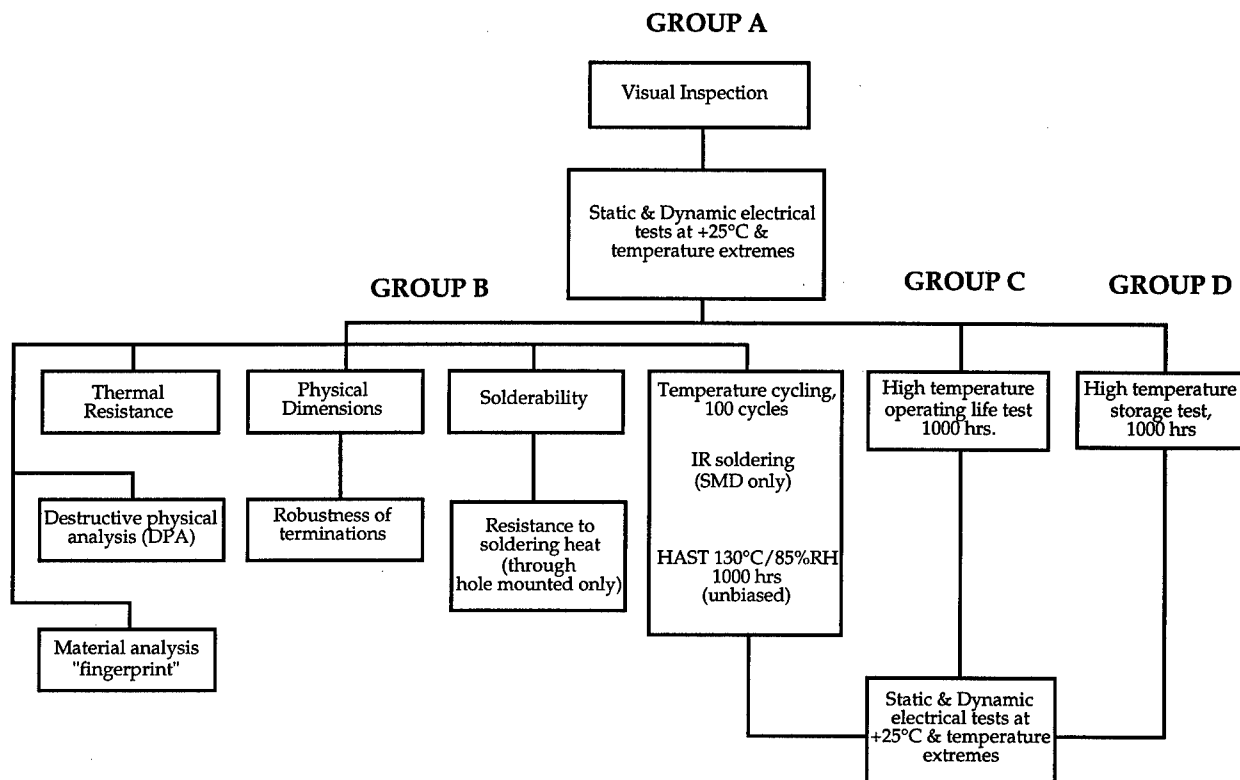 GROUP A
Visual Inspection
Static & Dynamic electrical
tests at +25°C &
temperature extremes
GROUP B
GROUP C
GROUP D
Thermal
Resistance
Physical
Dimensions
Solderability
Temperature cycling,
100 cycles
IR soldering
(SMD only)
HAST 130°C/85%RH
1000 hrs
(unbiased)
High temperature
operating life test
1000 hrs.
High temperature
storage test,
1000 hrs
Destructive physical
analysis (DPA)
Robustness of
terminations
Resistance to
soldering heat
(through
hole mounted only)
Material analysis
"fingerprint"
Static & Dynamic
electrical tests at
+25°C & temperature
extremes